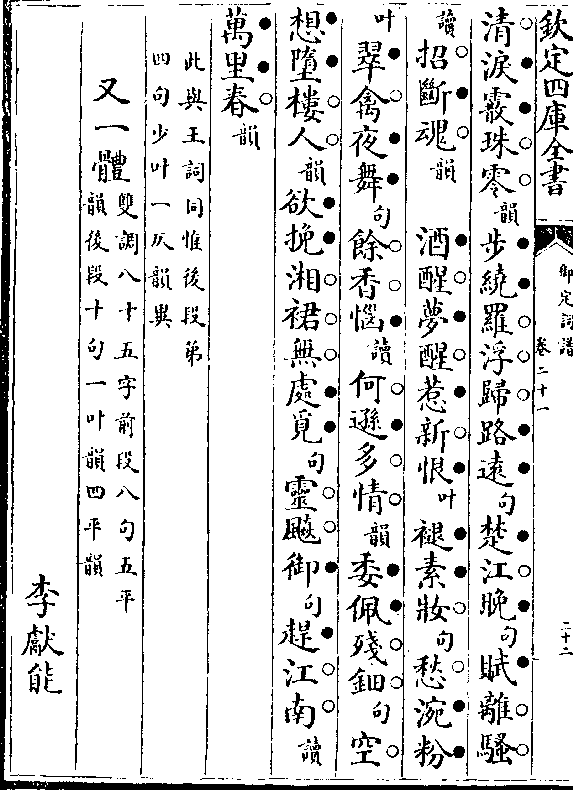 欽定四庫全書
御定詞譜
卷二十一
二十二
清淚霰珠零韻步繞羅浮歸路遠句楚江晚句賦離騷
讀招斷魂韻酒醒夢醒惹新恨叶褪素妝句愁涴粉
叶翠禽夜舞句餘香惱讀何遜多情韻委佩殘鈿句空
想墮樓人韻欲挽湘裙無處覓句靈飈御句趕江南讀
萬里春韻
此與王詞同惟後段第
四句少叶一仄韻異
又一體雙調八十五字前段八句五平
韻後段十句一叶韻四平韻
李獻能